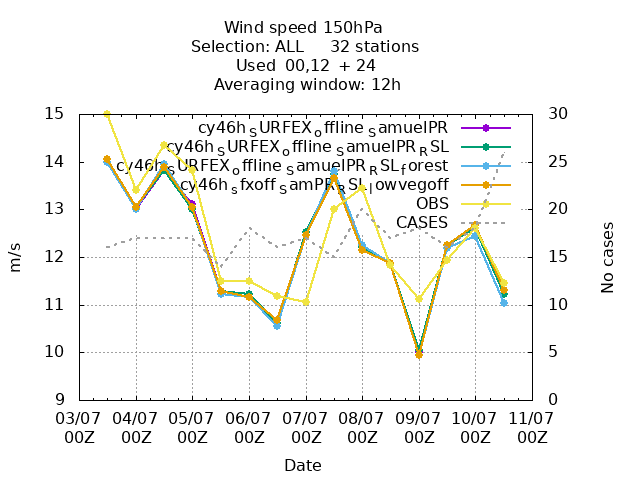 Wind speed 150hPa
Selection: ALL 32 stations
Used 00,12 + 24
Averaging window: 12h
15 30
cy46h_SURFEX_offline_SamuelPR
cy46h_SURFEX_offline_SamuelPR_RSL
14 25
cy46h_SURFEX_offline_SamuelPR_RSL_forest
cy46h_sfxoff_SamPR_RSL_lowvegoff
OBS
13 20
CASES
12 15
m/s
No cases
11 10
10 5
9 0
03/07 04/07 05/07 06/07 07/07 08/07 09/07 10/07 11/07
00Z 00Z 00Z 00Z 00Z 00Z 00Z 00Z 00Z
Date